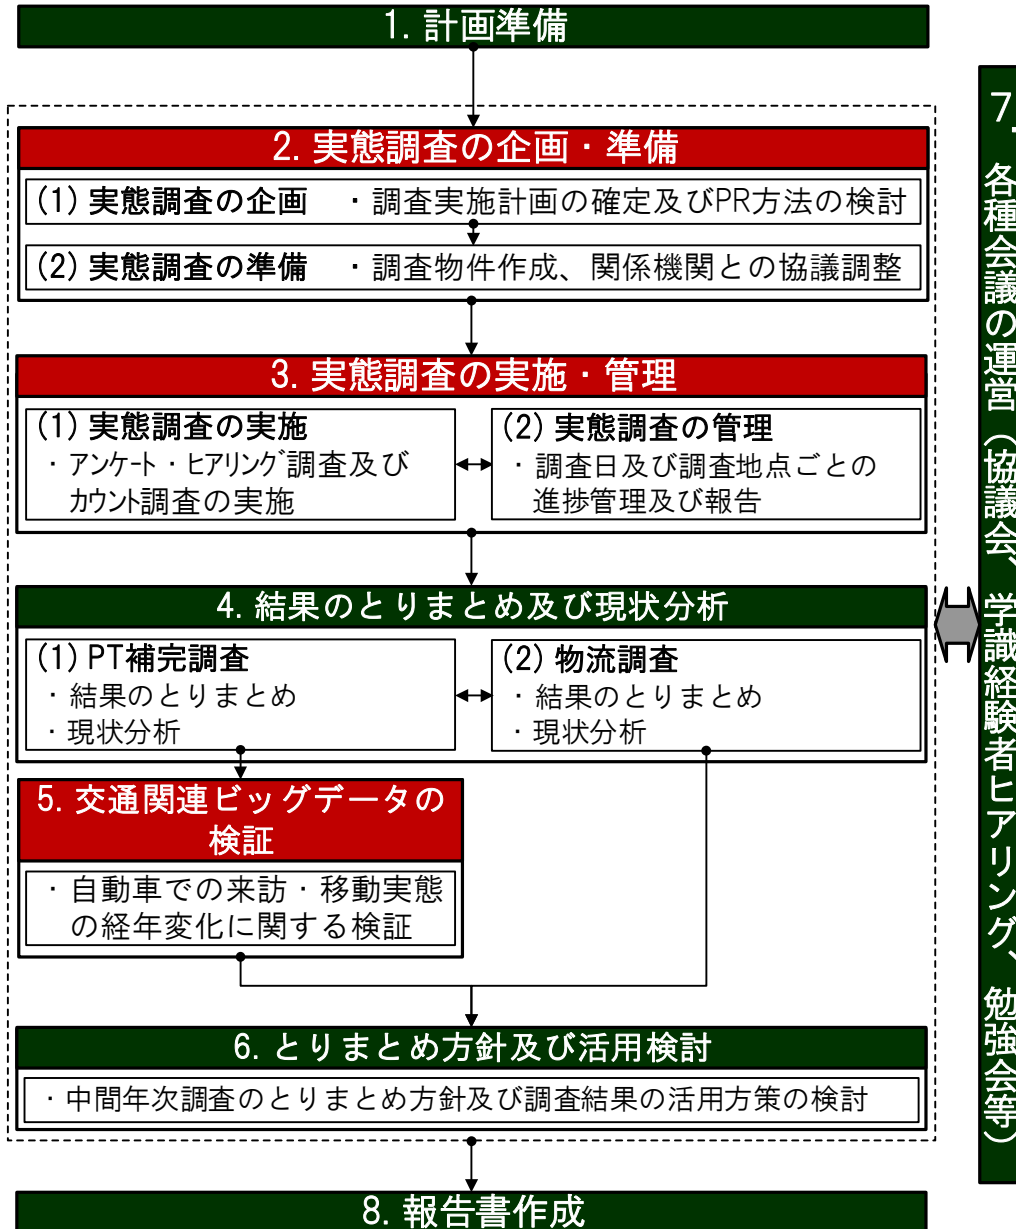 1. 計画準備
2. 実態調査の企画・準備
(1) 実態調査の企画　・調査実施計画の確定及びPR方法の検討
(2) 実態調査の準備　・調査物件作成、関係機関との協議調整
3. 実態調査の実施・管理
(1) 実態調査の実施
・アンケート・ヒアリング調査及び
カウント調査の実施
(2) 実態調査の管理
・調査日及び調査地点ごとの
進捗管理及び報告
4. 結果のとりまとめ及び現状分析
(1) PT補完調査
・結果のとりまとめ
・現状分析
(2) 物流調査
・結果のとりまとめ
・現状分析
5. 交通関連ビッグデータの
検証
・自動車での来訪・移動実態
の経年変化に関する検証
6. とりまとめ方針及び活用検討
・中間年次調査のとりまとめ方針及び調査結果の活用方策の検討
7. 各種会議の運営（協議会、学識経験者ヒアリング、勉強会等）
8. 報告書作成